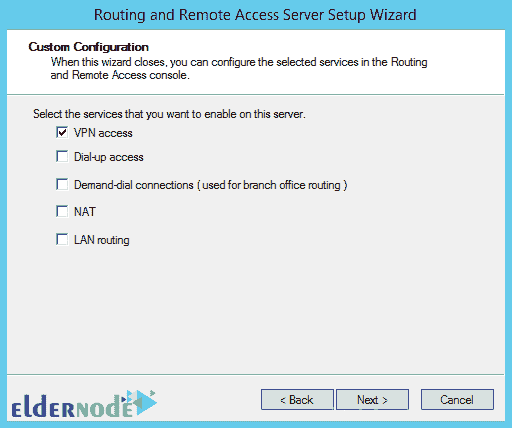 Routing and Remote Access Server Setup Wizard
Custom Configuration
When this wizard closes, you can configure the selected services in the Routing
and Remote Access console.
Select the services that you want to enable on this server.
VPN access
Dial-up access
Demand-dial connections ( used for branch office routing )
NAT
LAN routing
elderNode
< Back
Next >
Cancel